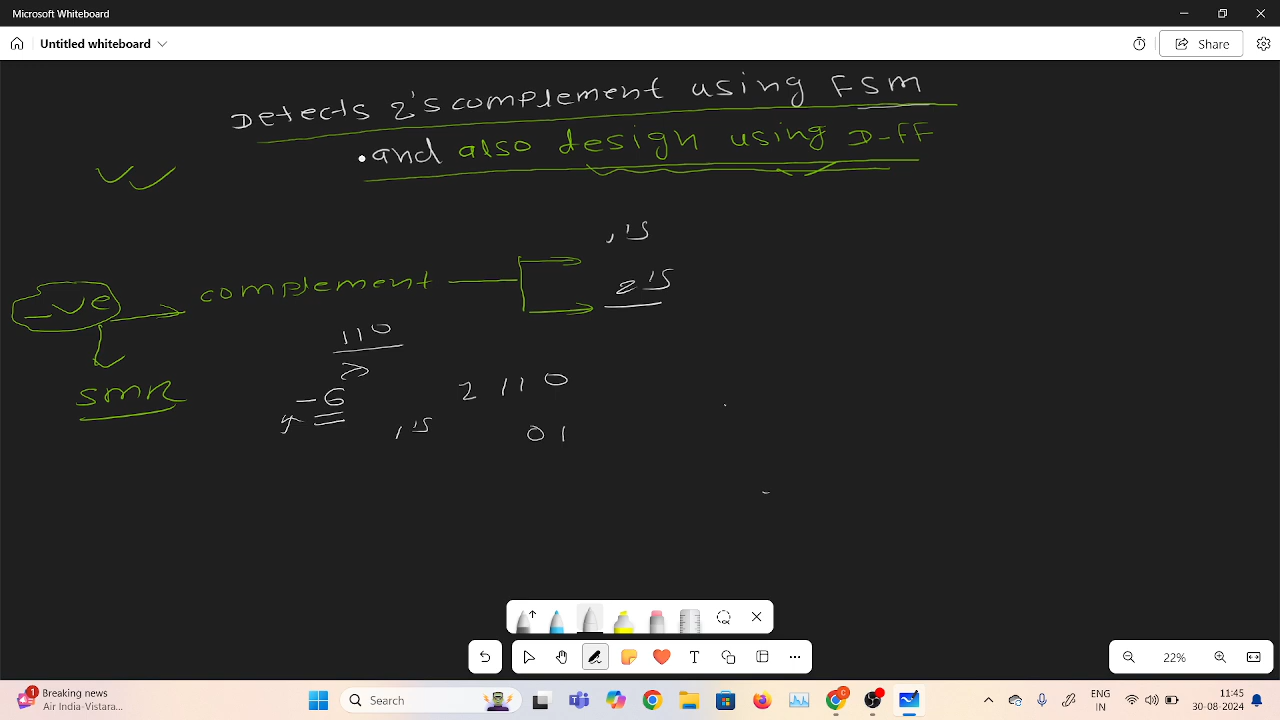 Microsoft Whiteboard
Untitled whiteboard
Share
Detects 2's complement using FSM
and also design using D-FF
1's
-ve complement
2's
110
SMR
-6
2 110
1's 01
22%
Breaking news
Air India-Vistara...
1
Search
ENG
IN
11:45
30-08-2024